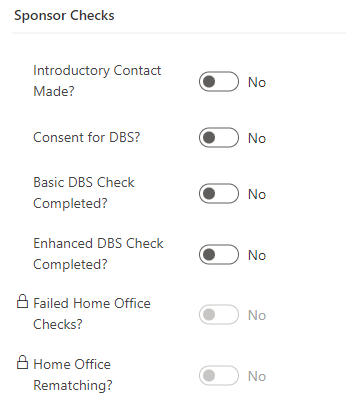 Sponsor Checks
Introductory Contact
Made?
No
Consent for DBS?
No
Basic DBS Check
Completed?
No
Enhanced DBS Check
Completed?
No
Failed Home Office
Checks?
No
Home Office
Rematching?
No